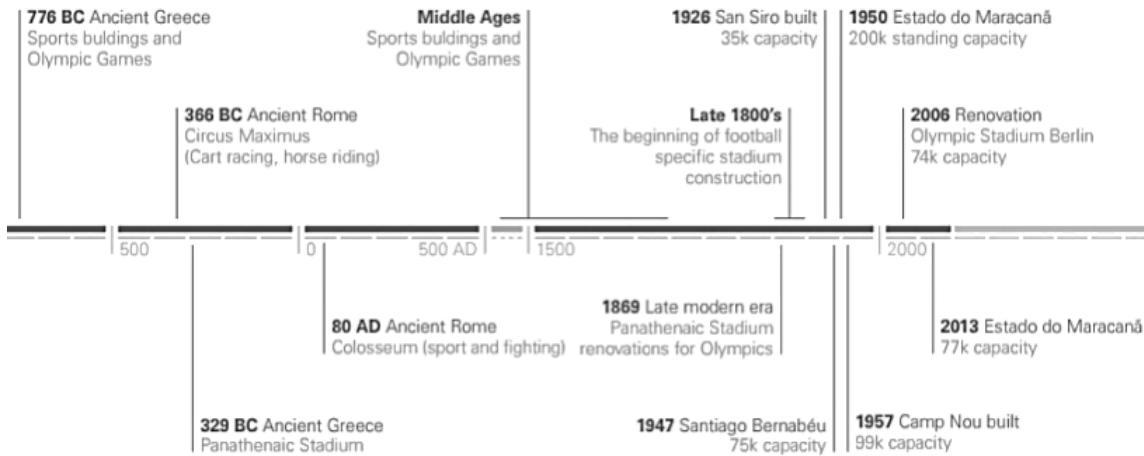 776 BC Ancient Greece
Sports buldings and
Olympic Games
Middle Ages
Sports buldings and
Olympic Games
1926 San Siro built
35k capacity
1950 Estado do Maracanã
200k standing capacity
366 BC Ancient Rome
Circus Maximus
(Cart racing, horse riding)
Late 1800's
The beginning of football
specific stadium
construction
2006 Renovation
Olympic Stadium Berlin
74k capacity
500
0
500 AD
1500
2000
80 AD Ancient Rome
Colosseum (sport and fighting)
1869 Late modern era
Panathenaic Stadium
renovations for Olympics
2013 Estado do Maracanã
77k capacity
329 BC Ancient Greece
Panathenaic Stadium
1947 Santiago Bernabéu
75k capacity
1957 Camp Nou built
99k capacity